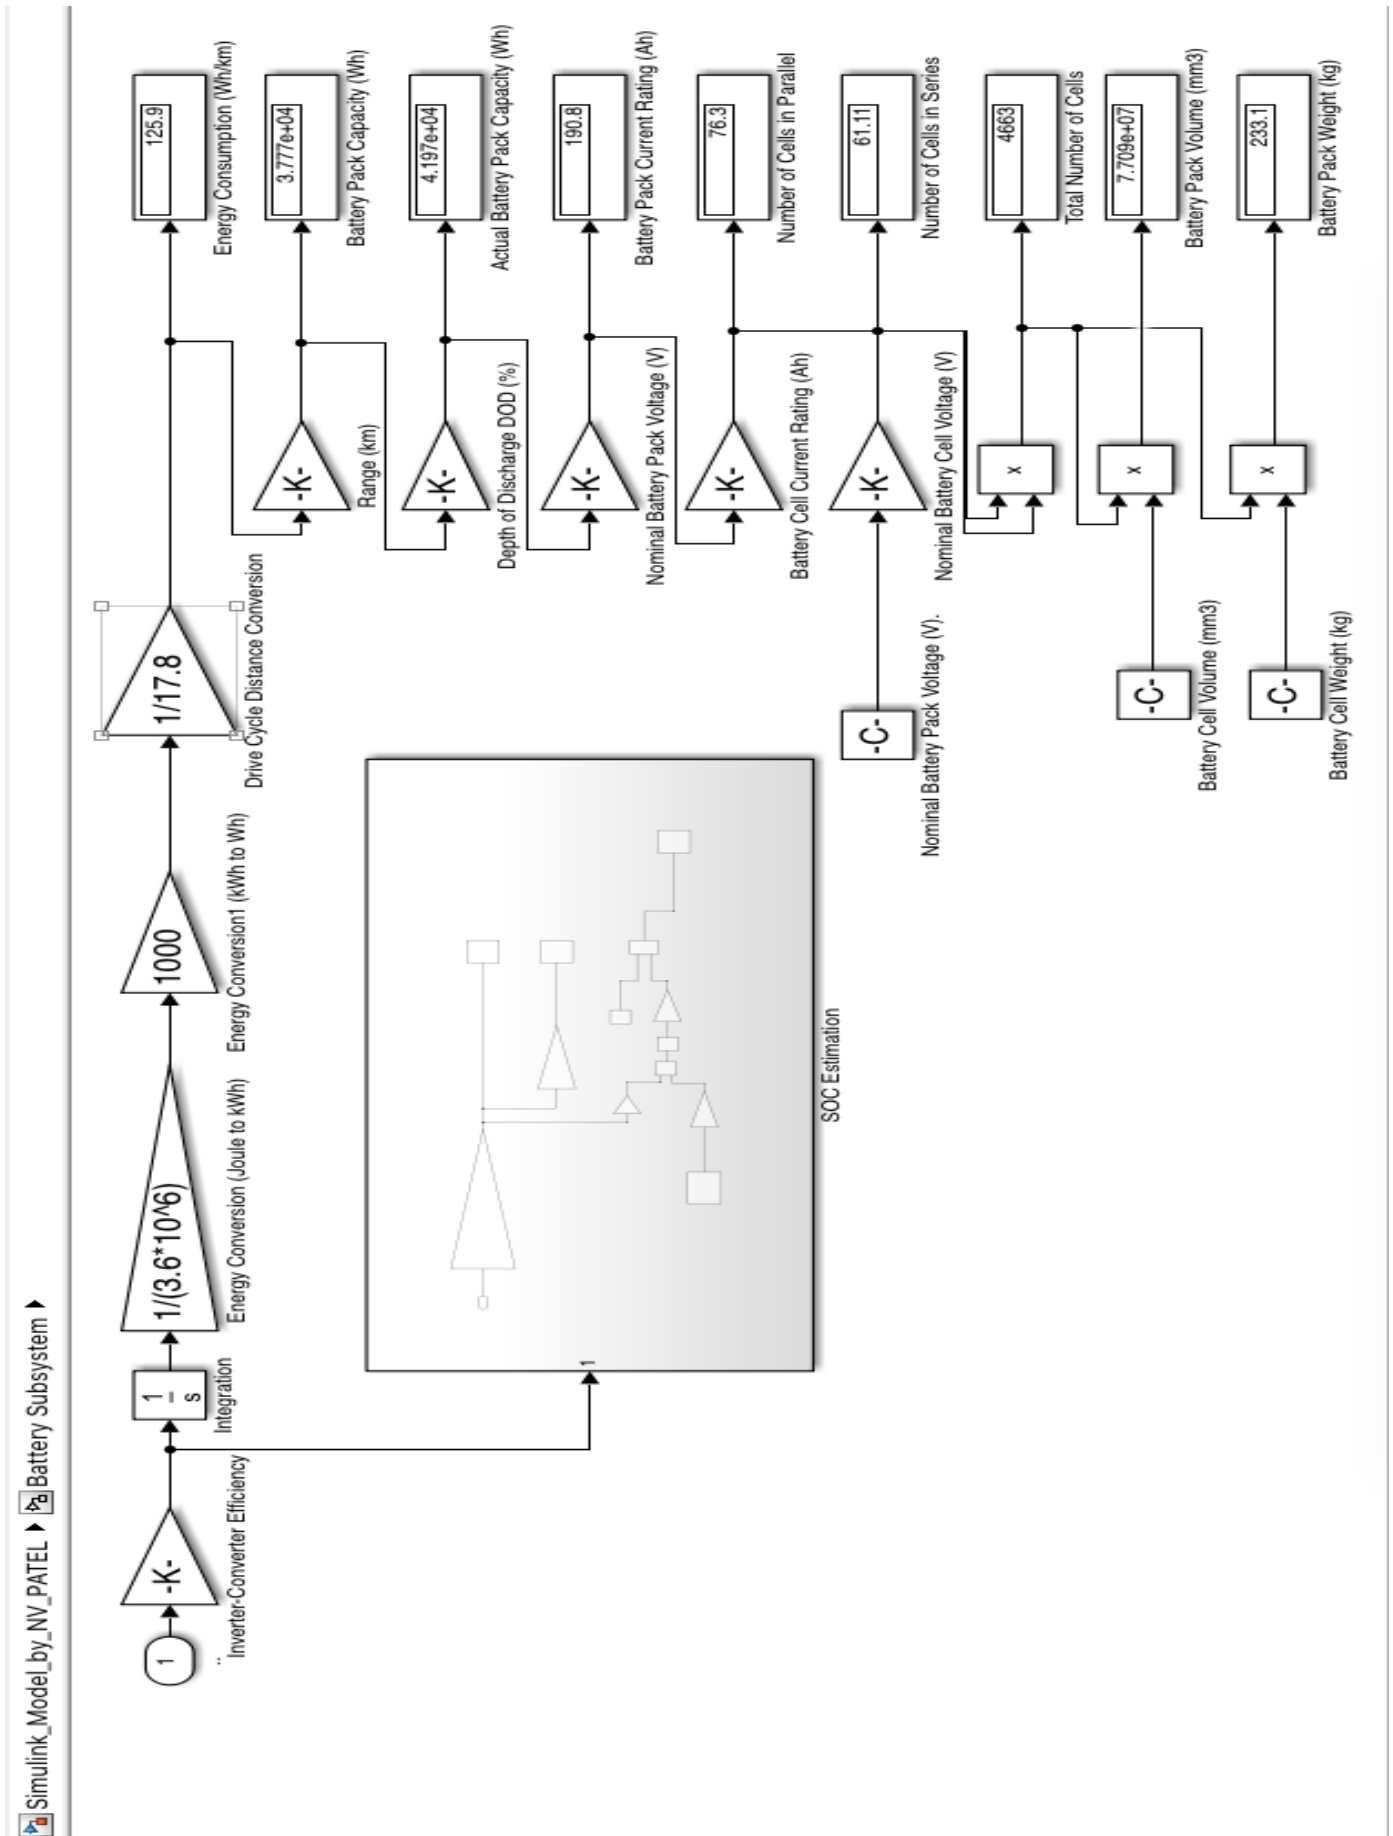 Simulink_Model_by_NV_PATEL Battery Subsystem
1
..
-K-
Inverter-Converter Efficiency
1
s
Integration
1/(3.6*10^6)
Energy Conversion (Joule to kWh)
1000
Energy Conversion1 (kWh to Wh)
1/17.8
Drive Cycle Distance Conversion
125.9
Energy Consumption (Wh/km)
-K-
Range (km)
3.777e+04
Battery Pack Capacity (Wh)
-K-
Depth of Discharge DOD (%)
4.197e+04
Actual Battery Pack Capacity (Wh)
-K-
Nominal Battery Pack Voltage (V)
190.8
Battery Pack Current Rating (Ah)
-K-
Battery Cell Current Rating (Ah)
76.3
Number of Cells in Parallel
1
SOC Estimation
-C-
Nominal Battery Pack Voltage (V).
-K-
Nominal Battery Cell Voltage (V)
61.11
Number of Cells in Series
x
4663
Total Number of Cells
-C-
Battery Cell Volume (mm3)
x
7.709e+07
Battery Pack Volume (mm3)
-C-
Battery Cell Weight (kg)
x
233.1
Battery Pack Weight (kg)